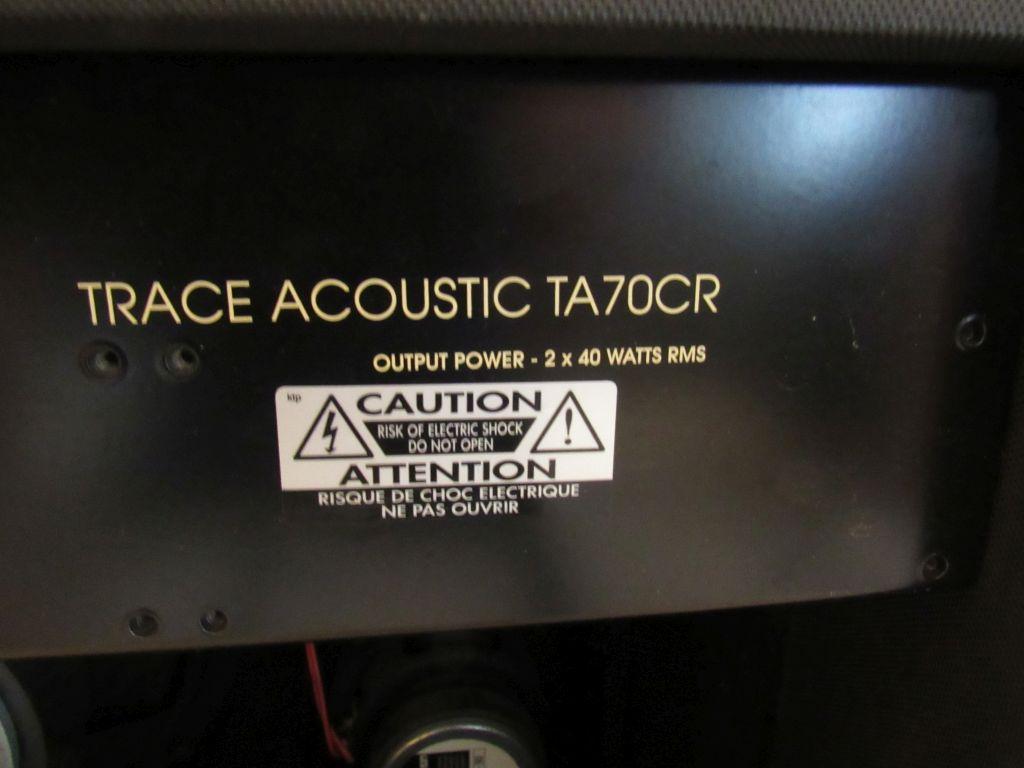 TRACE ACOUSTIC TA70CR
OUTPUT POWER - 2 x 40 WATTS RMS
klp
CAUTION
RISK OF ELECTRIC SHOCK
DO NOT OPEN
ATTENTION
RISQUE DE CHOC ELECTRIQUE
NE PAS OUVRIR